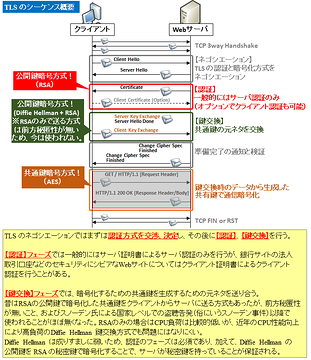 TLS のシーケンス概要
クライアント
Webサーバ
TCP 3way Handshake
Client Hello
Server Hello
【ネゴシエーション】
TLS の認証と暗号化方式を
ネゴシエーション
公開鍵暗号方式！
(RSA)
Certificate
Client Certificate (Option)
【認証】
一般的にはサーバ認証のみ
(オプションでクライアント認証も可能)
公開鍵暗号方式！
(Diffie Hellman + RSA)
※RSAのみで送る方式
は前方秘匿性が無い
ため、今は使われない。
Server Key Exchange
Server Hello Done
Client Key Exchange
【鍵交換】
共通鍵の元ネタを交換
Change Cipher Spec
Finished
Change Cipher Spec
Finished
準備完了の通知と検証
共通鍵暗号方式！
(AES)
GET / HTTP/1.1 (Request Header)
HTTP/1.1 200 OK (Response Header/Body)
鍵交換時のデータから生成した
共有鍵で通信暗号化
TCP FIN or RST
TLS のネゴシエーションではまずは認証方式を交渉、決定し、その後に【認証】、【鍵交換】を行う。
【認証】フェーズでは一般的にはサーバ証明書によるサーバ認証のみを行うが、銀行サイトの法人
取引口座などのセキュリティにシビアなWebサイトについてはクライアント証明書によるクライアント
認証を行うことがある。
【鍵交換】フェーズでは、暗号化するための共通鍵を生成するための元ネタを送り合う。
昔はRSAの公開鍵で暗号化した共通鍵をクライアントからサーバに送る方式もあったが、前方秘匿性
が無いこと、およびスノーデン氏による国家レベルでの盗聴告発(俗にいうスノーデン事件)以降で
使われることがほぼ無くなった。RSAのみの場合はCPU負荷は比較的低いが、近年のCPU性能向上
により高負荷の Diffie Hellman 鍵交換方式でも問題にはなりにくい。
Diffie Hellman は成りすましに弱いため、認証のフェーズは必須であり、加えて、Diffie Hellman の
公開鍵を RSA の秘密鍵で暗号化することで、サーバが秘密鍵を持っていることが保証される。